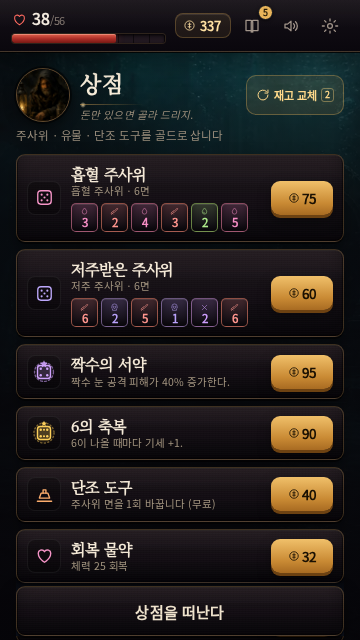 38/56
337
5
상점
돈만 있으면 골라 드리지.
재고 교체 2
주사위 · 유물 · 단조 도구를 골드로 삽니다
흡혈 주사위
흡혈 주사위 · 6면
3 2 4 3 2 5
75
저주받은 주사위
저주 주사위 · 6면
6 2 5 1 2 6
60
짝수의 서약
짝수 눈 공격 피해가 40% 증가한다.
95
6의 축복
6이 나올 때마다 기세 +1.
90
단조 도구
주사위 면을 1회 바꿉니다 (무료)
40
회복 물약
체력 25 회복
32
상점을 떠난다